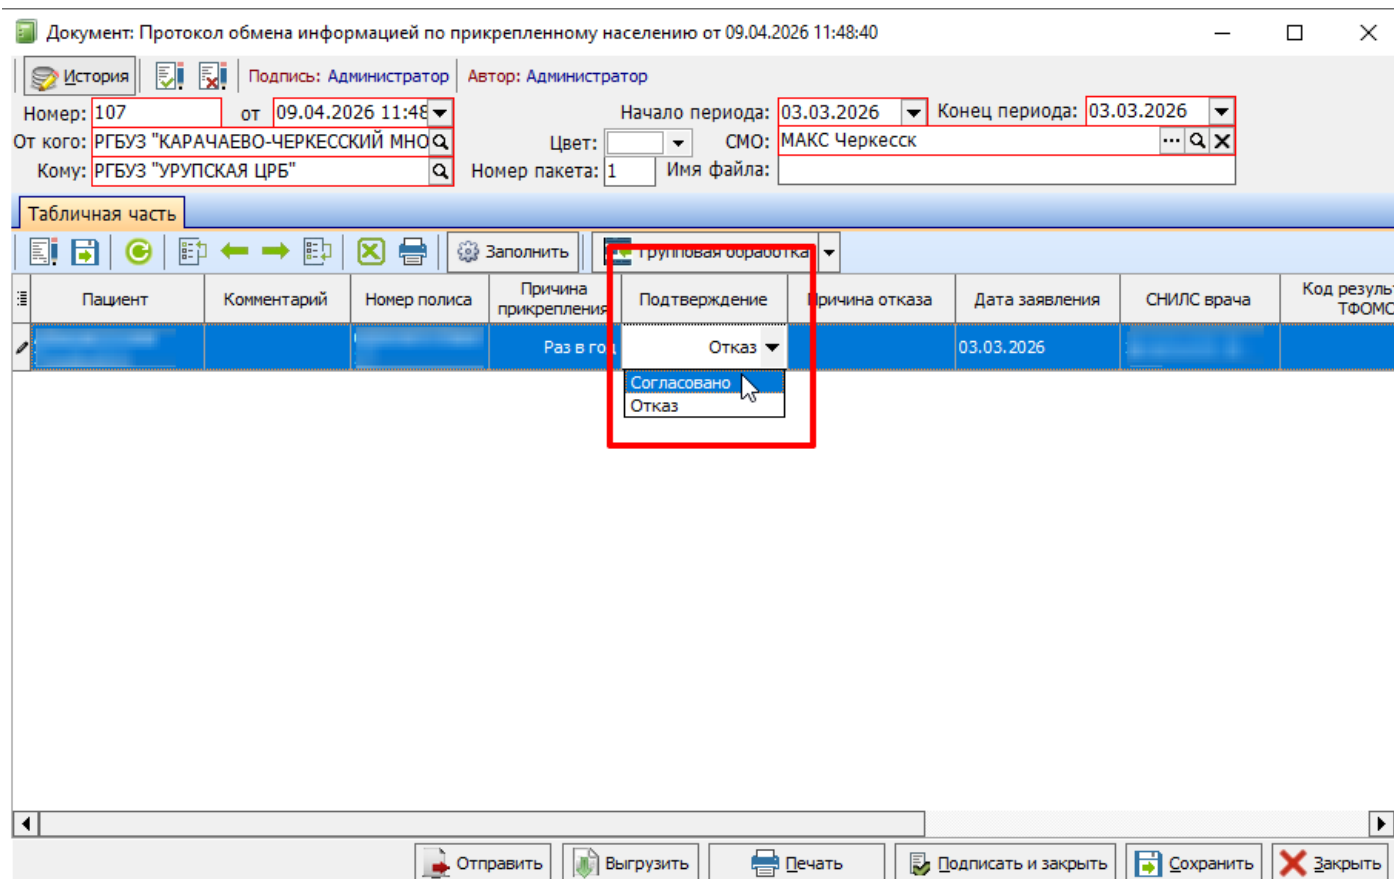 Документ: Протокол обмена информацией по прикрепленному населению от 09.04.2026 11:48:40
История Подпись: Администратор Автор: Администратор
Номер: 107 от 09.04.2026 11:48 Начало периода: 03.03.2026 Конец периода: 03.03.2026
От кого: РГБУЗ "КАРАЧАЕВО-ЧЕРКЕССКИЙ МНО Цвет: СМО: МАКС Черкесск
Кому: РГБУЗ "УРУПСКАЯ ЦРБ" Номер пакета: 1 Имя файла:
Табличная часть
Заполнить Групповая обработка
Пациент Комментарий Номер полиса Причина прикрепления Подтверждение Причина отказа Дата заявления СНИЛС врача Код резуль ТФОМС
Раз в год Отказ 03.03.2026
Согласовано
Отказ
Отправить Выгрузить Печать Подписать и закрыть Сохранить Закрыть